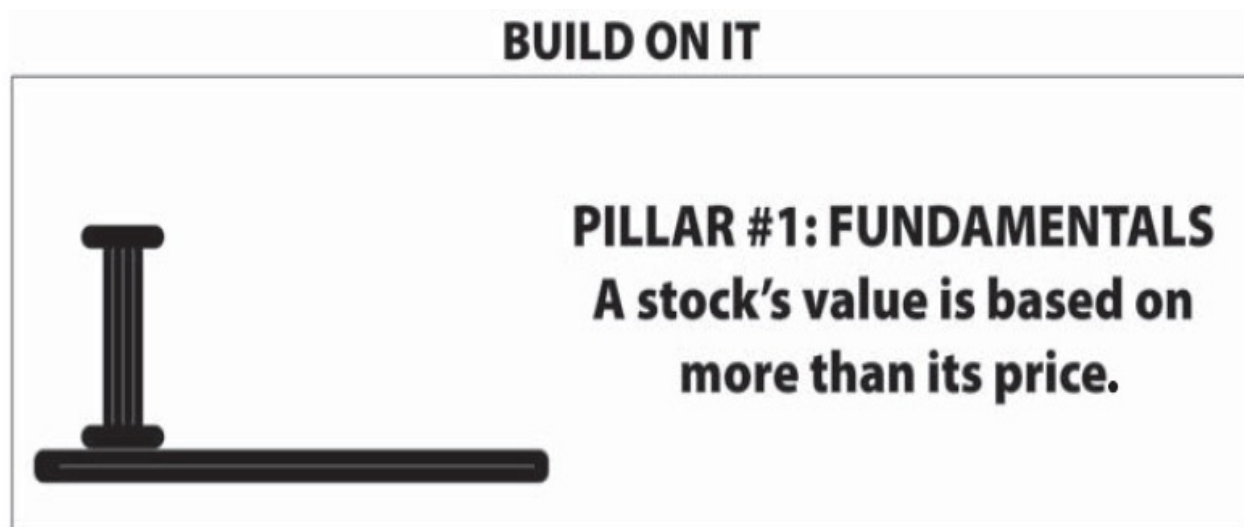 BUILD ON IT
PILLAR #1: FUNDAMENTALS
A stock’s value is based on
more than its price.